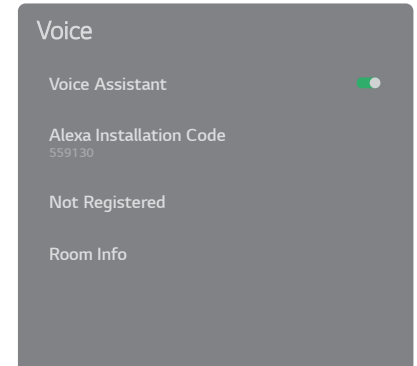 Voice
Voice Assistant
Alexa Installation Code
559130
Not Registered
Room Info